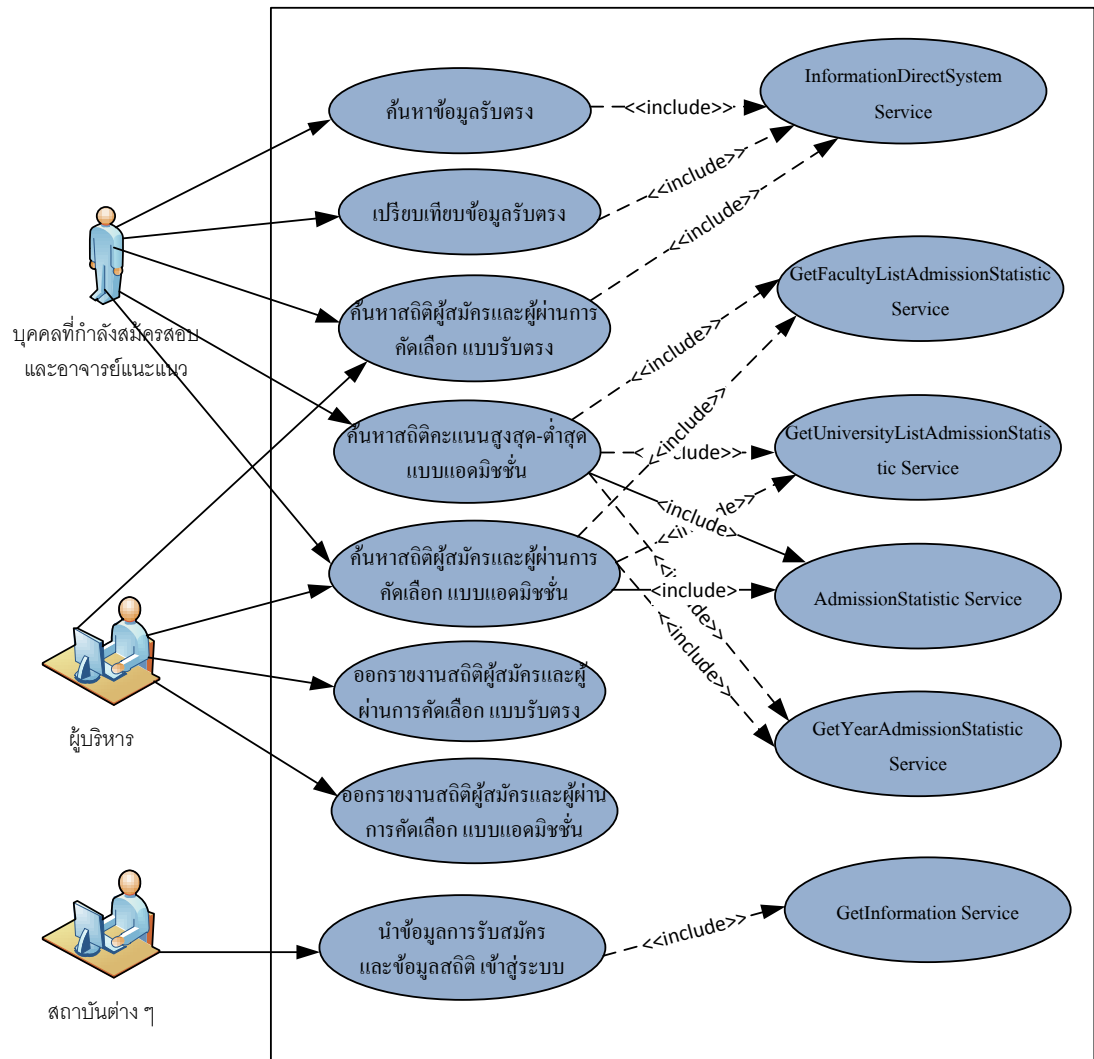 ค้นหาข้อมูลรับตรง
<<include>>
InformationDirectSystem
Service
เปรียบเทียบข้อมูลรับตรง
<<include>>
<<include>>
บุคคลที่กำลังสมัครสอบ
และอาจารย์แนะแนว
ค้นหาสถิติผู้สมัครและผู้ผ่านการ
คัดเลือก แบบรับตรง
GetFacultyListAdmissionStatistic
Service
<<include>>
<<include>>
ค้นหาสถิติคะแนนสูงสุด-ต่ำสุด
แบบแอดมิชชั่น
GetUniversityListAdmissionStatis
tic Service
<include>
ค้นหาสถิติผู้สมัครและผู้ผ่านการ
คัดเลือก แบบแอดมิชชั่น
<include>
AdmissionStatistic Service
<<include>>
ผู้บริหาร
ออกรายงานสถิติผู้สมัครและผู้
ผ่านการคัดเลือก แบบรับตรง
GetYearAdmissionStatistic
Service
ออกรายงานสถิติผู้สมัครและผู้ผ่าน
การคัดเลือก แบบแอดมิชชั่น
สถาบันต่าง ๆ
นำข้อมูลการรับสมัคร
และข้อมูลสถิติ เข้าสู่ระบบ
<<include>>
GetInformation Service